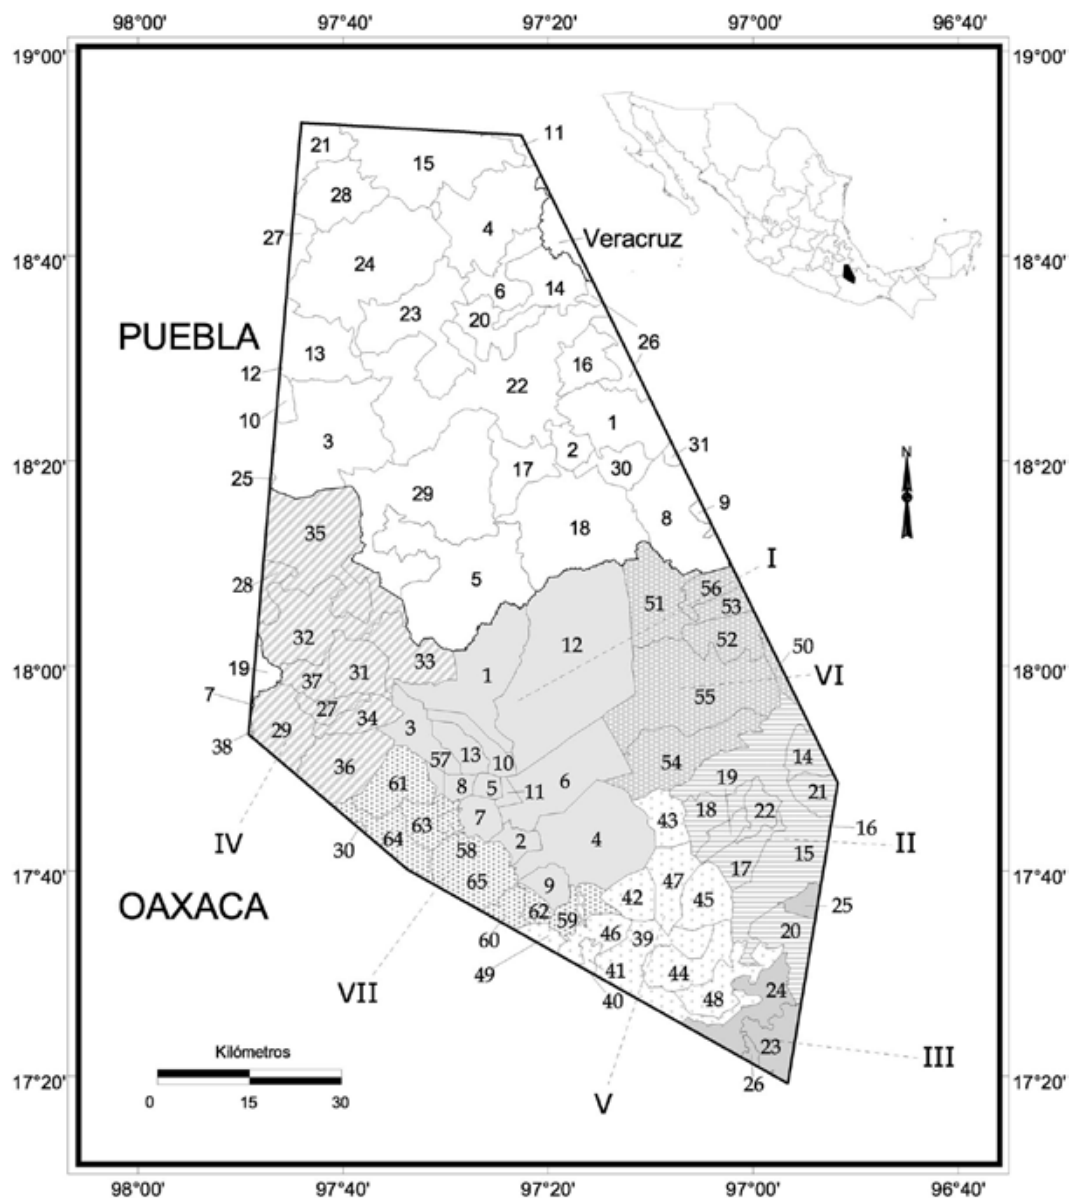 98°00' 97°40' 97°20' 97°00' 96°40'
19°00' 19°00'
11
21
15
28
4
27
Veracruz
24
18°40' 18°40'
6 14
23 20
PUEBLA
26
13
16
12
22
10
1
3
2
31
18°20' 17 30 18°20'
25
29
9
8
18
35
N
I
28 5 56
51 53
32 12 52
50
18°00' 19 33 18°00'
37 31 1
VI
7 27 55
34
29 3
38
57 13 14
36 10 54 19
61 8 5 11 6 21
18 22
7 43 16
IV 63
30 64 58 2 4 II
15
17°40' 65 17 17°40'
9 47
42 45
OAXACA
62 59 25
60 46 39 20
49 41 44
VII 40 48 24
Kilómetros
23 III
17°20' 26 17°20'
0 15 30
V
98°00' 97°40' 97°20' 97°00' 96°40'